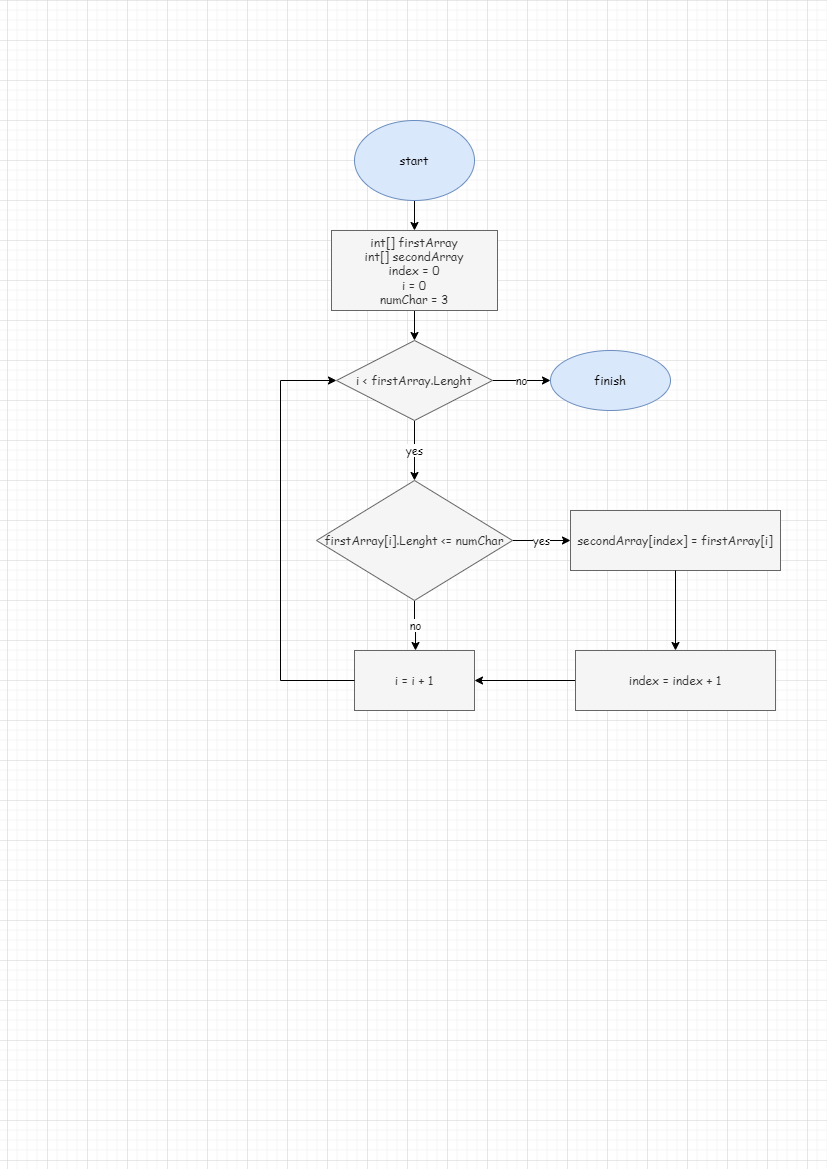 start
int[] firstArray
int[] secondArray
index = 0
i = 0
numChar = 3
i < firstArray.Lenght
no
finish
yes
firstArray[i].Lenght <= numChar
yes
secondArray[index] = firstArray[i]
no
i = i + 1
index = index + 1